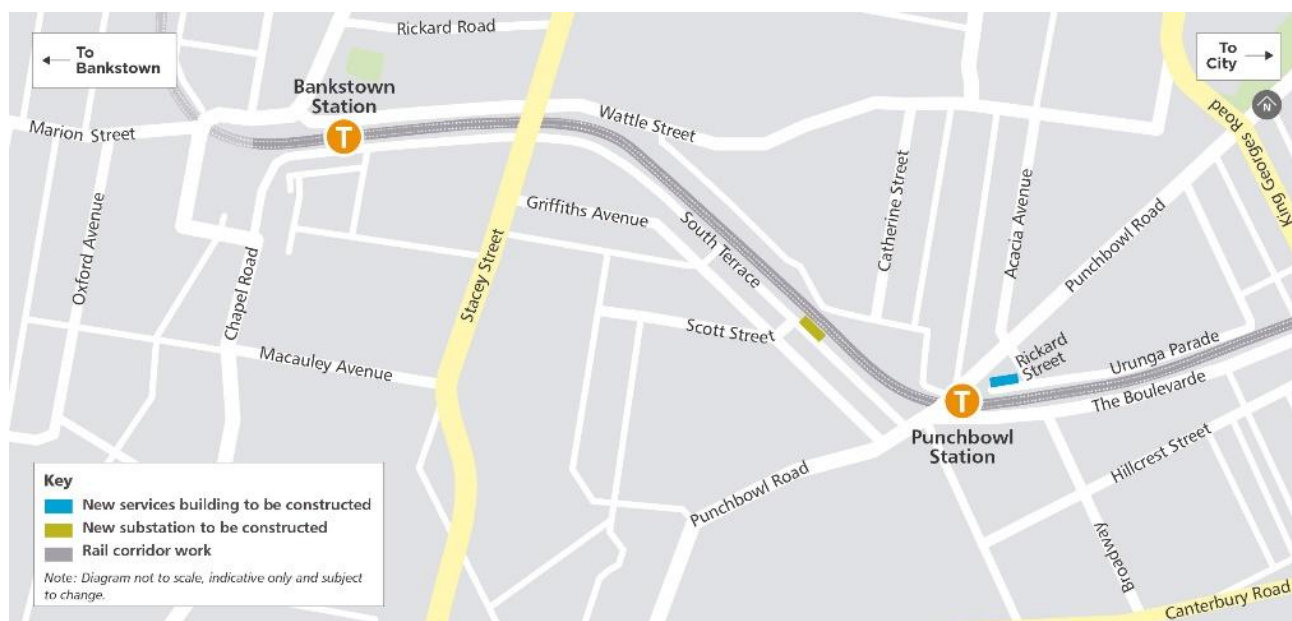 Rickard Road
To
Bankstown
To
City
N
Bankstown
Station
T
Marion Street
Wattle Street
King Georges Road
Griffiths Avenue
South Terrace
Catherine Street
Acacia Avenue
Punchbowl Road
Oxford Avenue
Chapel Road
Stacey Street
Scott Street
Macauley Avenue
Rickard
Street
Urunga Parade
The Boulevarde
T
Punchbowl
Station
Hillcrest Street
Punchbowl Road
Broadway
Canterbury Road
Key
New services building to be constructed
New substation to be constructed
Rail corridor work
Note: Diagram not to scale, indicative only and subject
to change.